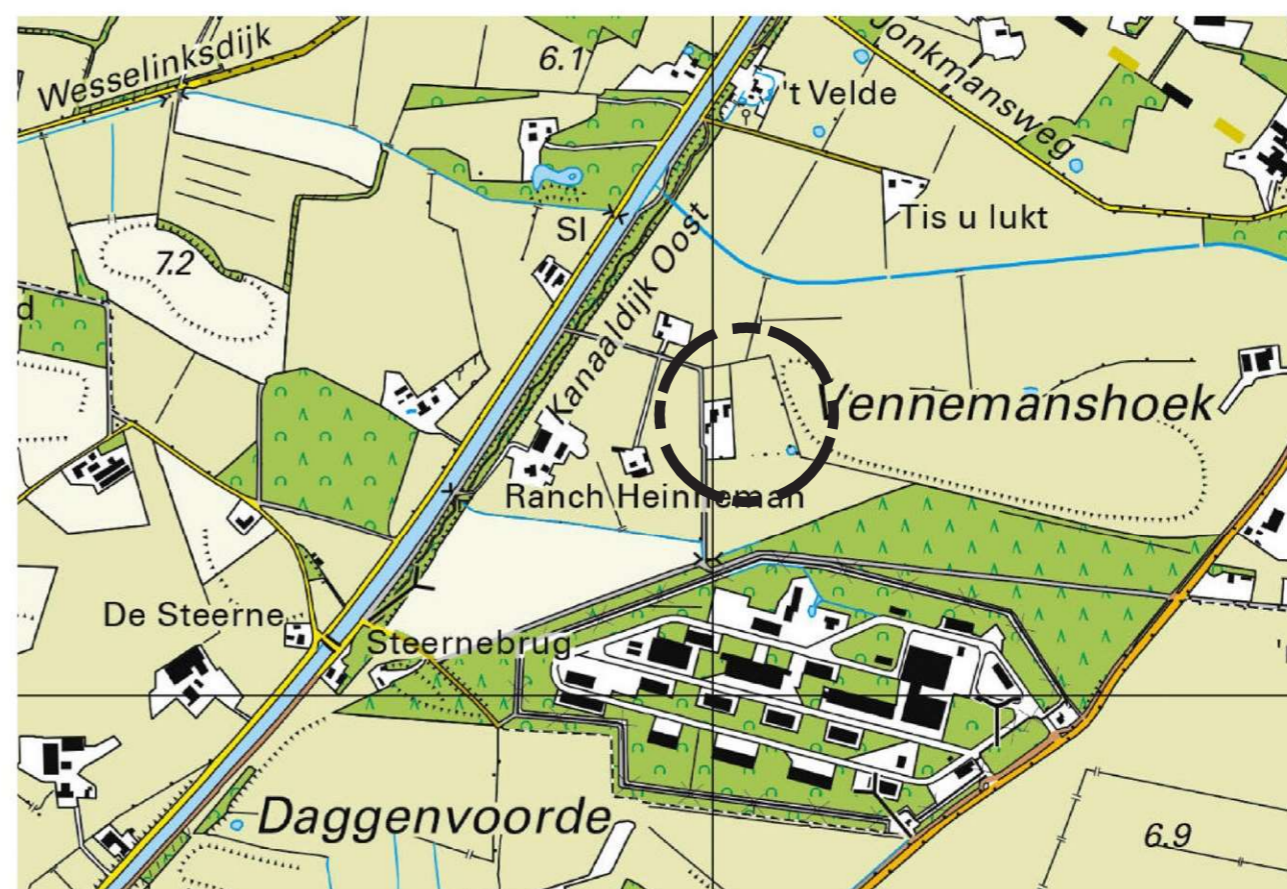 Wesselinksdijk
6.1
Jonkmansweg
't Velde
Tis u lukt
Sl
7.2
d
Kanaaldijk Oost
Vennemanshoek
Ranch Heinneman
De Steerne
Steernebrug
Daggenvoorde
6.9